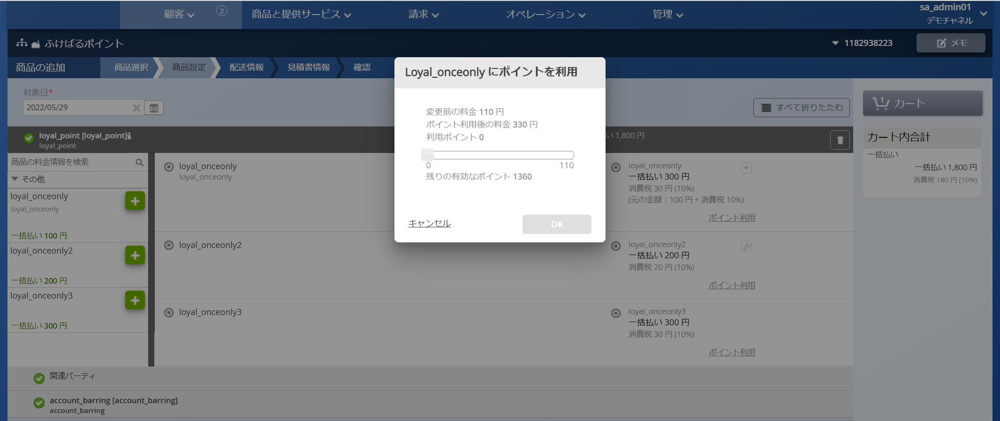 顧客
2
商品と提供サービス
請求
オペレーション
管理
sa_admin01
デモチャネル
ふけばるポイント
1182938223
メモ
商品の追加
商品選択
商品設定
配送情報
見積書情報
確認
対象日*
2022/05/29
31
すべて折りたたむ
1
カート
カート内合計
一括払い
一括払い 1,800 円
消費税 180 円 (10%)
loyal_point [loyal_point]
loyal_point
い 1,800 円
商品の料金情報を検索
その他
loyal_onceonly
loyal_onceonly
一括払い 100 円
loyal_onceonly2
一括払い 200 円
loyal_onceonly3
一括払い 300 円
loyal_onceonly
loyal_onceonly
loyal_onceonly
一括払い 300 円
消費税 30 円 (10%)
(元の金額：100 円 + 消費税 10%)
ポイント利用
loyal_onceonly2
loyal_onceonly2
一括払い 200 円
消費税 20 円 (10%)
ポイント利用
loyal_onceonly3
loyal_onceonly3
一括払い 300 円
消費税 30 円 (10%)
ポイント利用
関連パーティ
account_barring [account_barring]
account_barring
Loyal_onceonly にポイントを利用
変更前の料金 110 円
ポイント利用後の料金 330 円
利用ポイント 0
0
110
残りの有効なポイント 1360
キャンセル
OK